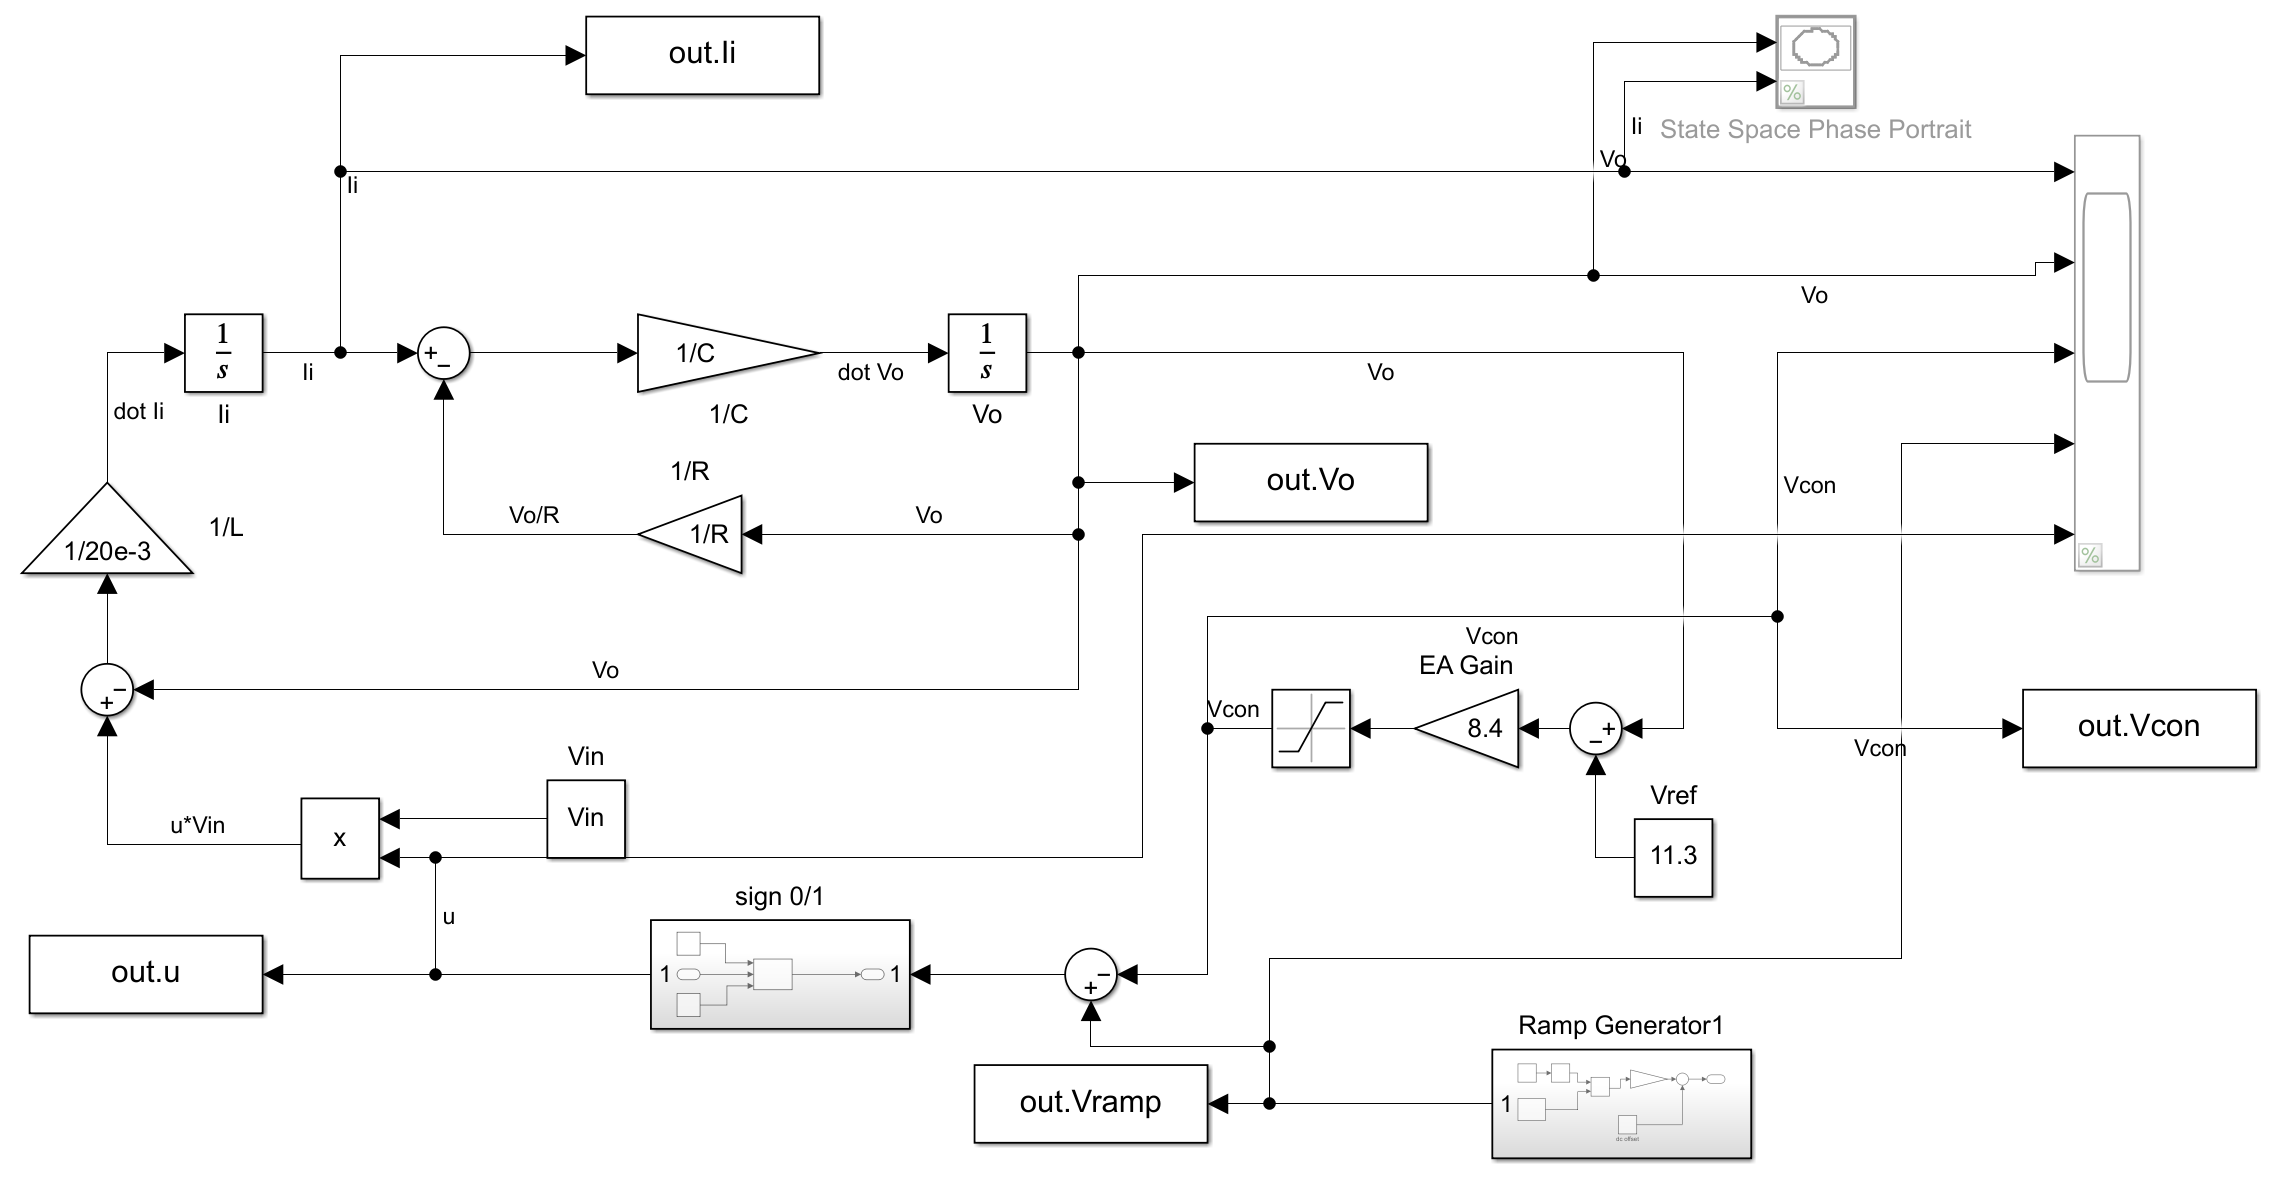 out.Ii
Ii
State Space Phase Portrait
Vo
Ii
Vo
1
s
Ii
+
−
1/C
dot Vo
1
s
Vo
dot Ii
Ii
1/C
Vo
1/R
out.Vo
Vcon
1/20e-3
1/L
Vo/R
1/R
Vo
Vcon
EA Gain
Vo
−
+
Vcon
8.4
−
+
out.Vcon
Vcon
Vin
Vin
Vref
11.3
u*Vin
x
sign 0/1
u
out.u
1
1
−
+
Ramp Generator1
out.Vramp
1
dc offset